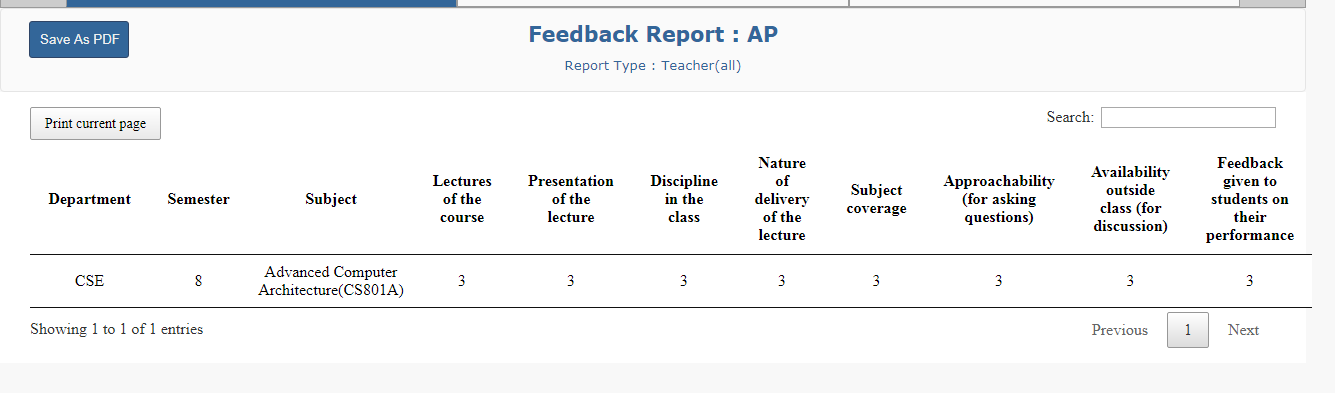 Save As PDF
Feedback Report : AP
Report Type : Teacher(all)
Print current page
Search:
Department
Semester
Subject
Lectures
of the
course
Presentation
of the
lecture
Discipline
in the
class
Nature
of
delivery
of the
lecture
Subject
coverage
Approachability
(for asking
questions)
Availability
outside
class (for
discussion)
Feedback
given to
students on
their
performance
CSE
8
Advanced Computer
Architecture(CS801A)
3
3
3
3
3
3
3
3
Showing 1 to 1 of 1 entries
Previous
1
Next